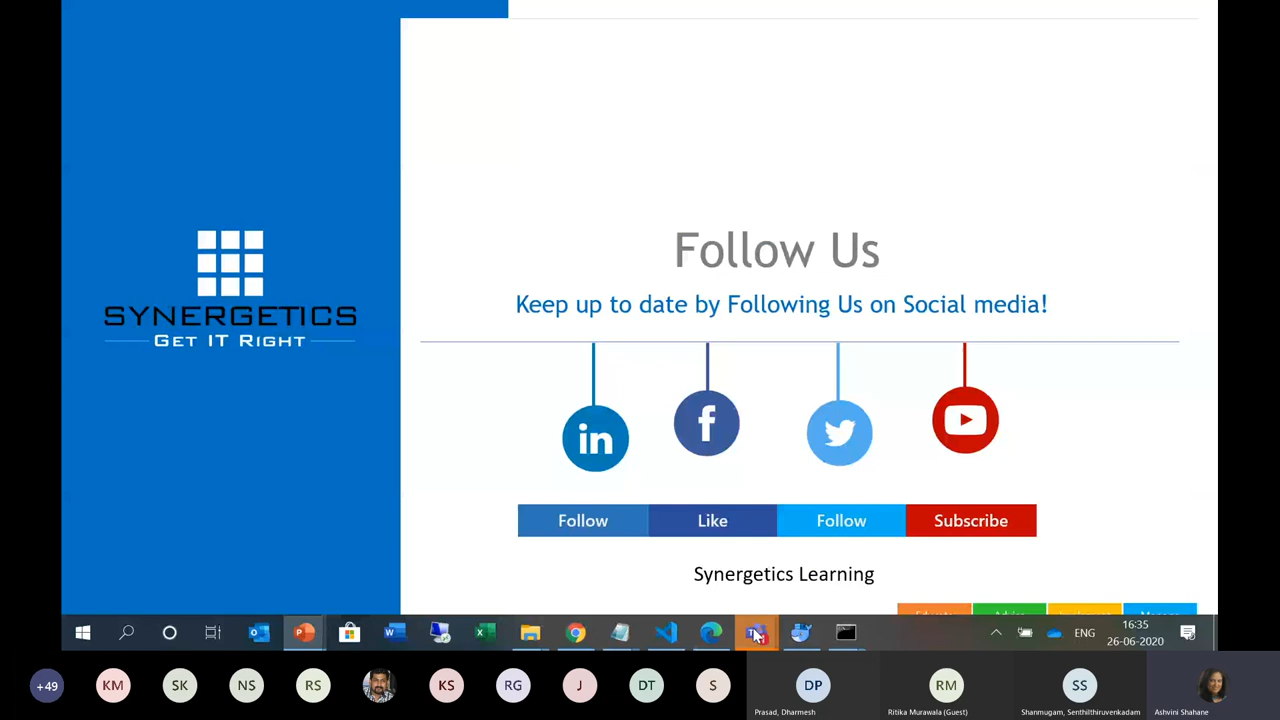 Follow Us
Keep up to date by Following Us on Social media!
SYNERGETICS
GET IT RIGHT
in
f
Follow
Like
Follow
Subscribe
Synergetics Learning
ENG
16:35
26-06-2020
+49
KM
SK
NS
RS
KS
RG
J
DT
S
DP
RM
SS
Prasad, Dharmesh
Ritika Murawala (Guest)
Shanmugam, Senthilthiruvenkadam
Ashvini Shahane